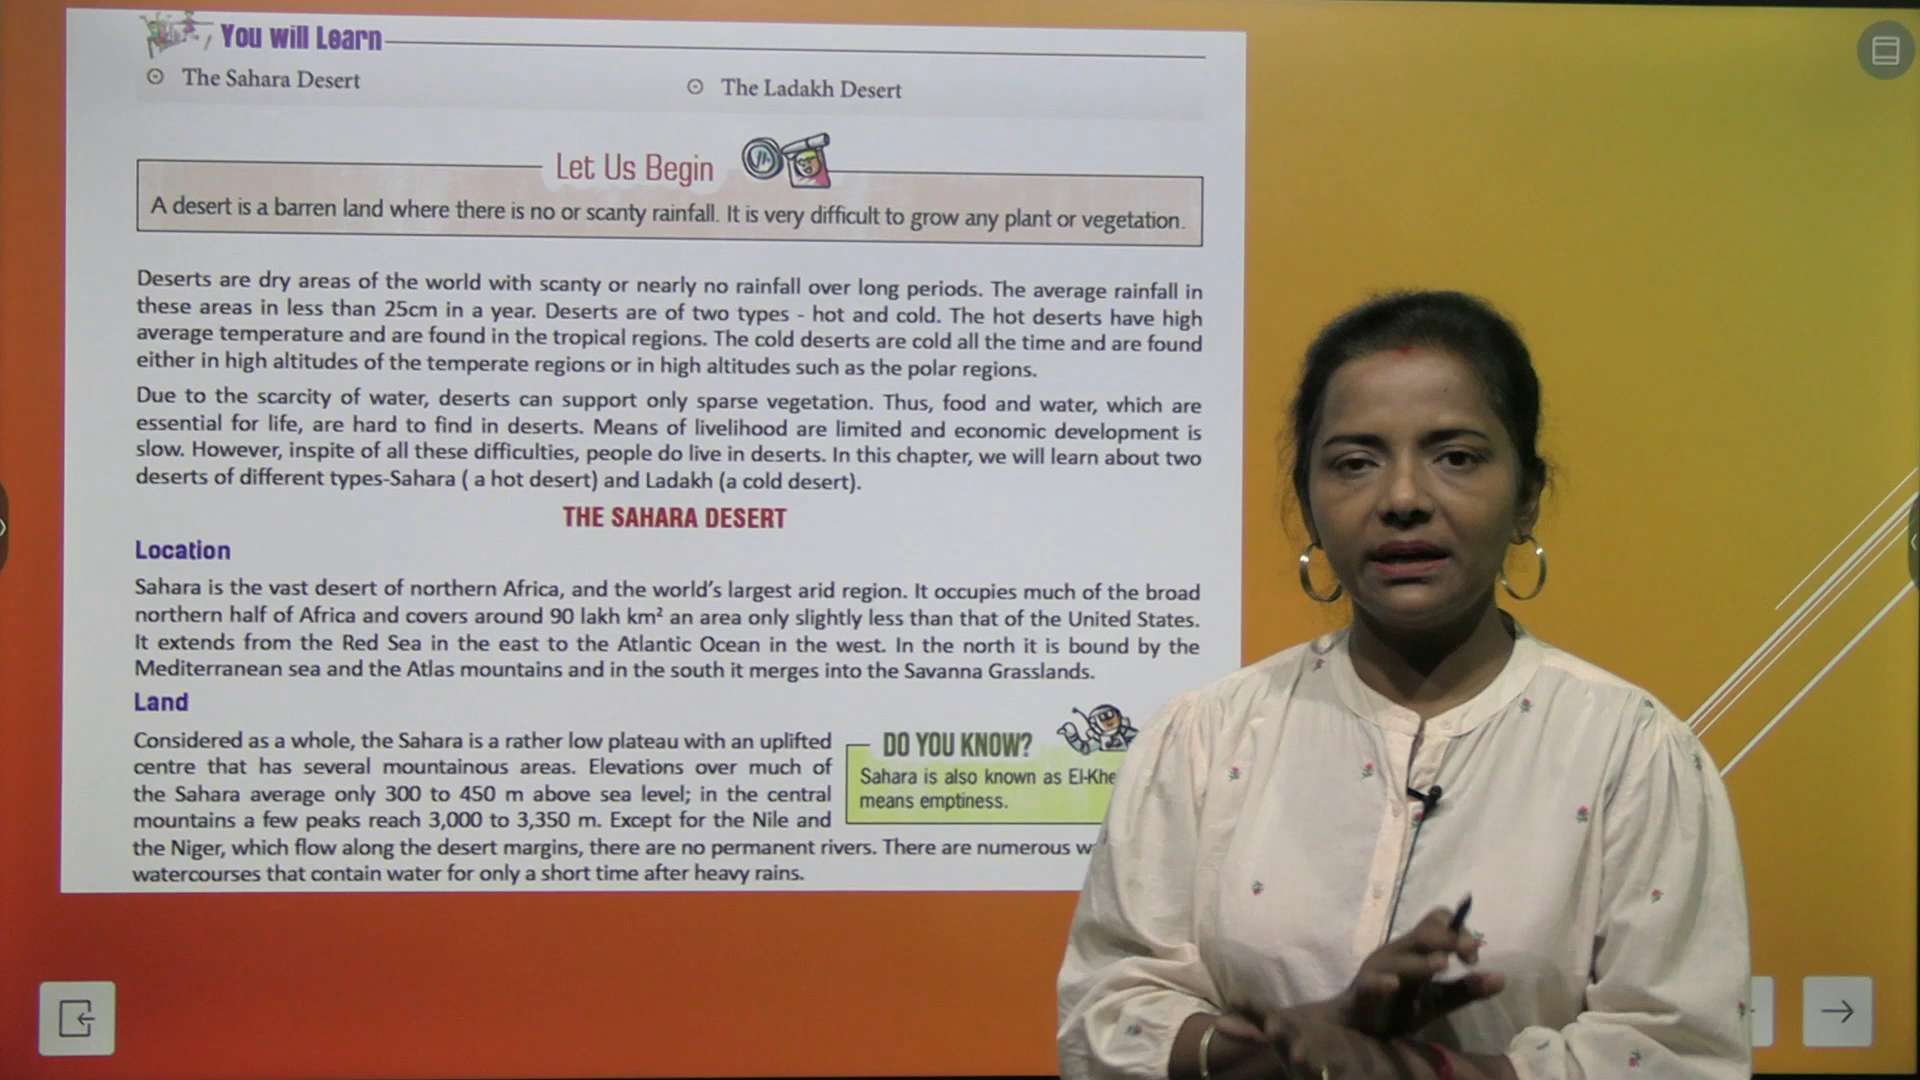 You will Learn
The Sahara Desert
The Ladakh Desert
Let Us Begin
A desert is a barren land where there is no or scanty rainfall. It is very difficult to grow any plant or vegetation.
Deserts are dry areas of the world with scanty or nearly no rainfall over long periods. The average rainfall in
these areas in less than 25cm in a year. Deserts are of two types - hot and cold. The hot deserts have high
average temperature and are found in the tropical regions. The cold deserts are cold all the time and are found
either in high altitudes of the temperate regions or in high altitudes such as the polar regions.
Due to the scarcity of water, deserts can support only sparse vegetation. Thus, food and water, which are
essential for life, are hard to find in deserts. Means of livelihood are limited and economic development is
slow. However, inspite of all these difficulties, people do live in deserts. In this chapter, we will learn about two
deserts of different types-Sahara ( a hot desert) and Ladakh (a cold desert).
THE SAHARA DESERT
Location
Sahara is the vast desert of northern Africa, and the world's largest arid region. It occupies much of the broad
northern half of Africa and covers around 90 lakh km² an area only slightly less than that of the United States.
It extends from the Red Sea in the east to the Atlantic Ocean in the west. In the north it is bound by the
Mediterranean sea and the Atlas mountains and in the south it merges into the Savanna Grasslands.
Land
Considered as a whole, the Sahara is a rather low plateau with an uplifted
centre that has several mountainous areas. Elevations over much of
the Sahara average only 300 to 450 m above sea level; in the central
mountains a few peaks reach 3,000 to 3,350 m. Except for the Nile and
the Niger, which flow along the desert margins, there are no permanent rivers. There are numerous
watercourses that contain water for only a short time after heavy rains.
DO YOU KNOW?
Sahara is also known as El-Khe
means emptiness.